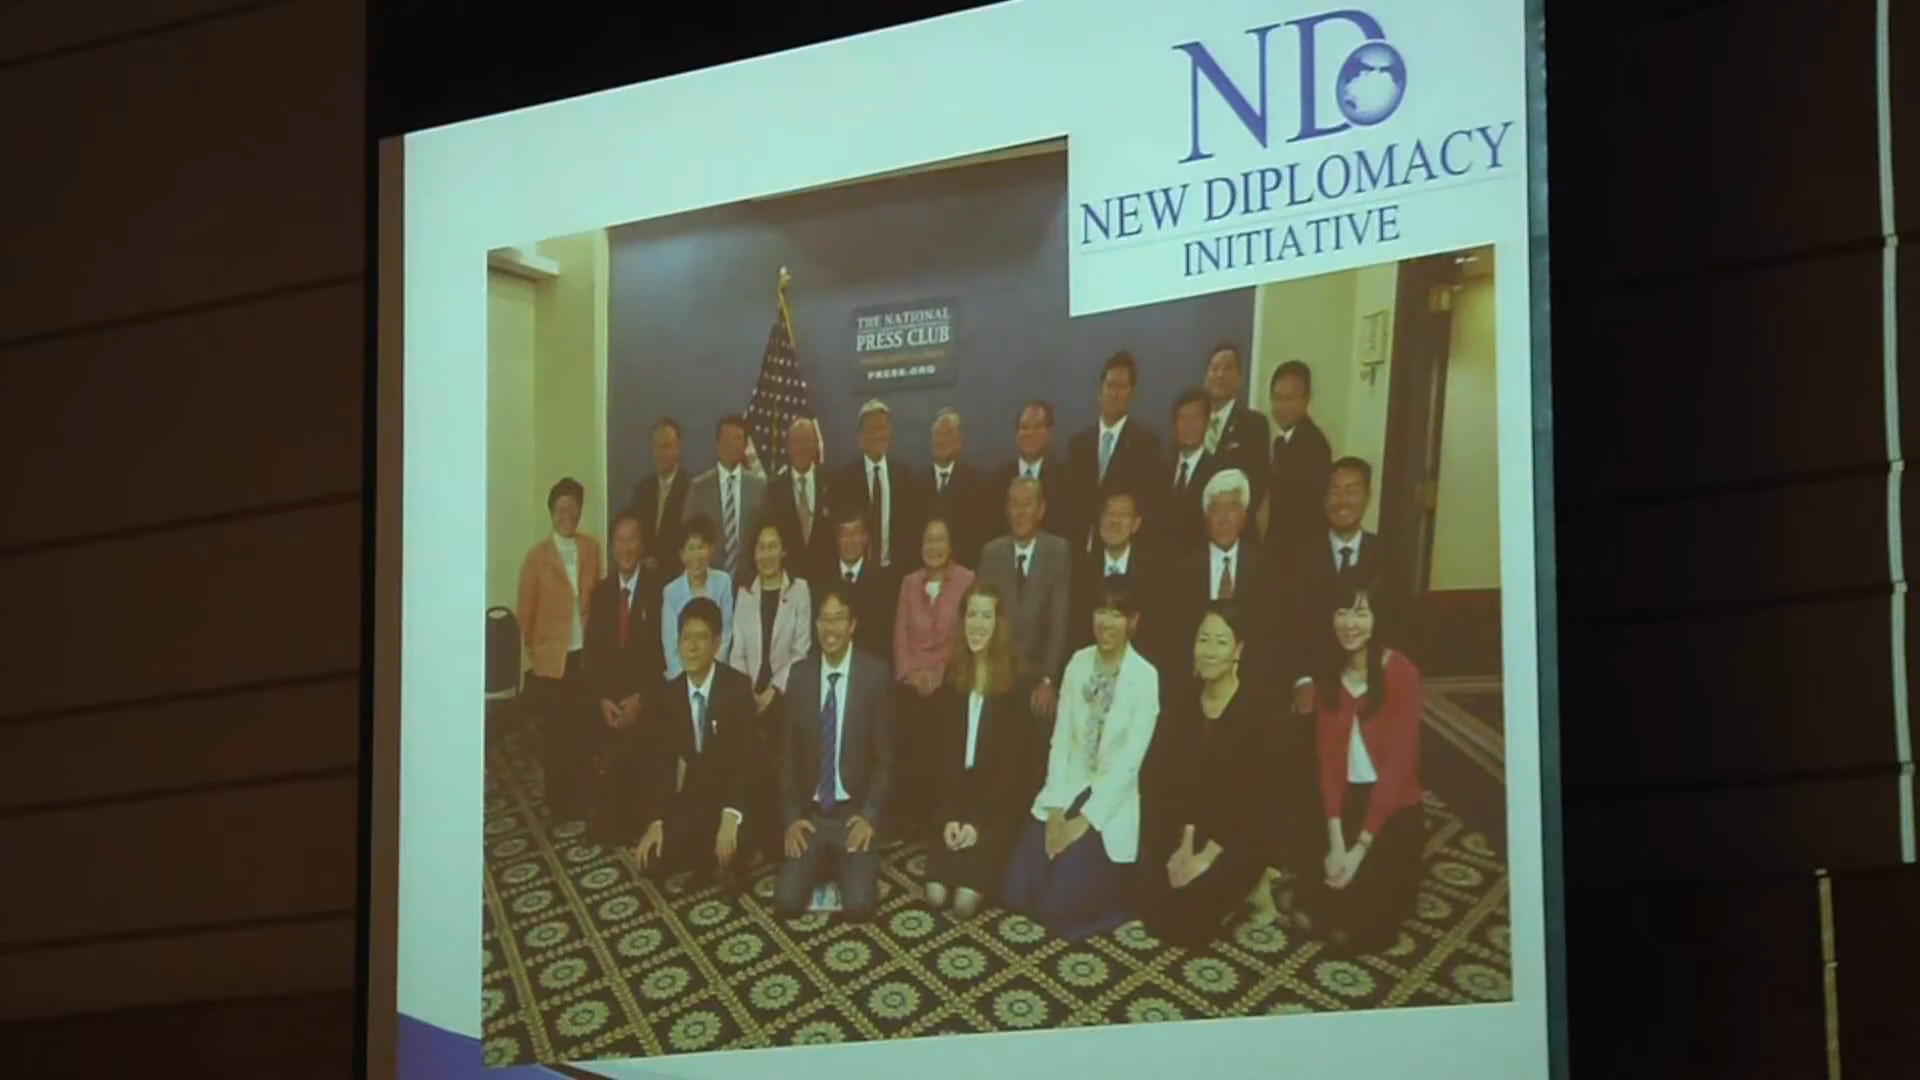 ND
NEW DIPLOMACY
INITIATIVE
THE NATIONAL
PRESS CLUB
PRESS.ORG